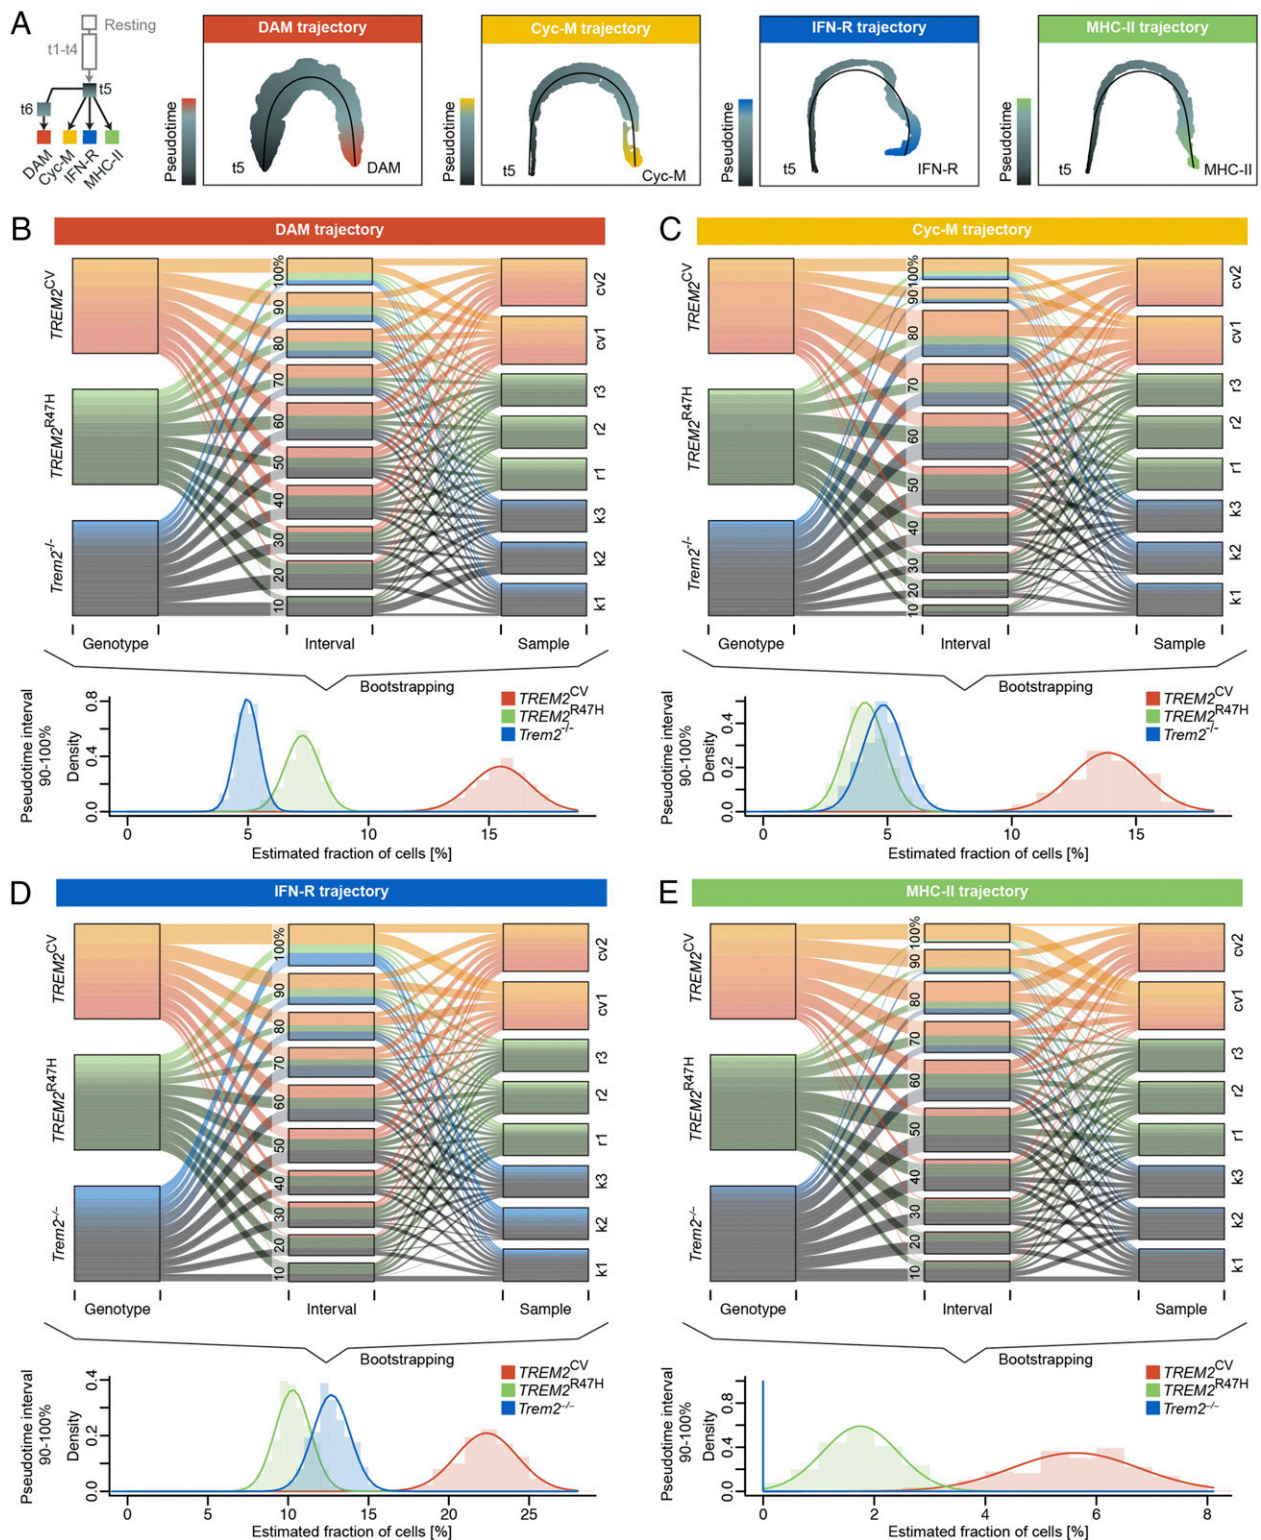 A
Resting
t1-t4
t5
t6
DAM
Cyc-M
IFN-R
MHC-II
DAM trajectory
Pseudotime
t5
DAM
Cyc-M trajectory
Pseudotime
t5
Cyc-M
IFN-R trajectory
Pseudotime
t5
IFN-R
MHC-II trajectory
Pseudotime
t5
MHC-II
B
DAM trajectory
TREM2CV
TREM2R47H
Trem2-/-
100%
90
80
70
60
50
40
30
20
10
cv2
cv1
r3
r2
r1
k3
k2
k1
Genotype
Interval
Sample
Bootstrapping
Pseudotime interval
90-100%
Density
0.8
0.4
0.0
TREM2CV
TREM2R47H
Trem2-/-
0 5 10 15
Estimated fraction of cells [%]
C
Cyc-M trajectory
TREM2CV
TREM2R47H
Trem2-/-
100%
90
80
70
60
50
40
30
20
10
cv2
cv1
r3
r2
r1
k3
k2
k1
Genotype
Interval
Sample
Bootstrapping
Pseudotime interval
90-100%
Density
0.4
0.2
0.0
TREM2CV
TREM2R47H
Trem2-/-
0 5 10 15
Estimated fraction of cells [%]
D
IFN-R trajectory
TREM2CV
TREM2R47H
Trem2-/-
100%
90
80
70
60
50
40
30
20
10
cv2
cv1
r3
r2
r1
k3
k2
k1
Genotype
Interval
Sample
Bootstrapping
Pseudotime interval
90-100%
Density
0.4
0.2
0.0
TREM2CV
TREM2R47H
Trem2-/-
0 5 10 15 20 25
Estimated fraction of cells [%]
E
MHC-II trajectory
TREM2CV
TREM2R47H
Trem2-/-
100%
90
80
70
60
50
40
30
20
10
cv2
cv1
r3
r2
r1
k3
k2
k1
Genotype
Interval
Sample
Bootstrapping
Pseudotime interval
90-100%
Density
0.8
0.4
0.0
TREM2CV
TREM2R47H
Trem2-/-
0 2 4 6 8
Estimated fraction of cells [%]